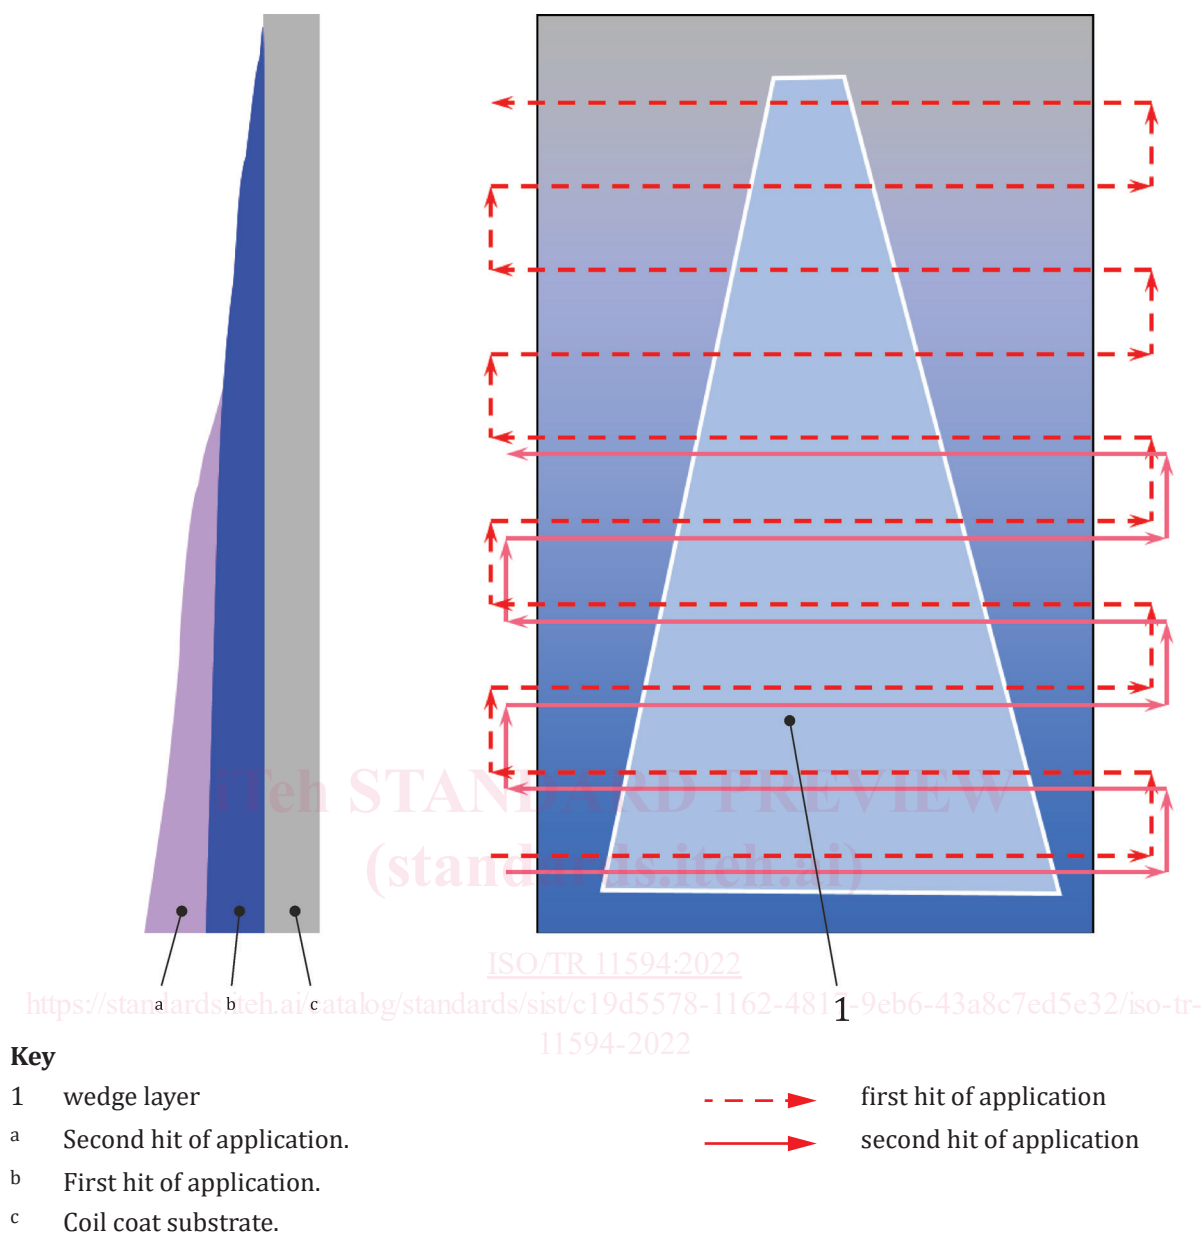 iTeh STANDARD PREVIEW
(standards.iteh.ai)
ISO/TR 11594:2022
a b c 1
https://standards.iteh.ai/catalog/standards/sist/c19d5578-1162-481 -9eb6-43a8c7ed5e32/iso-tr-
11594-2022
Key
1 wedge layer
a Second hit of application.
b First hit of application.
c Coil coat substrate.
first hit of application
second hit of application